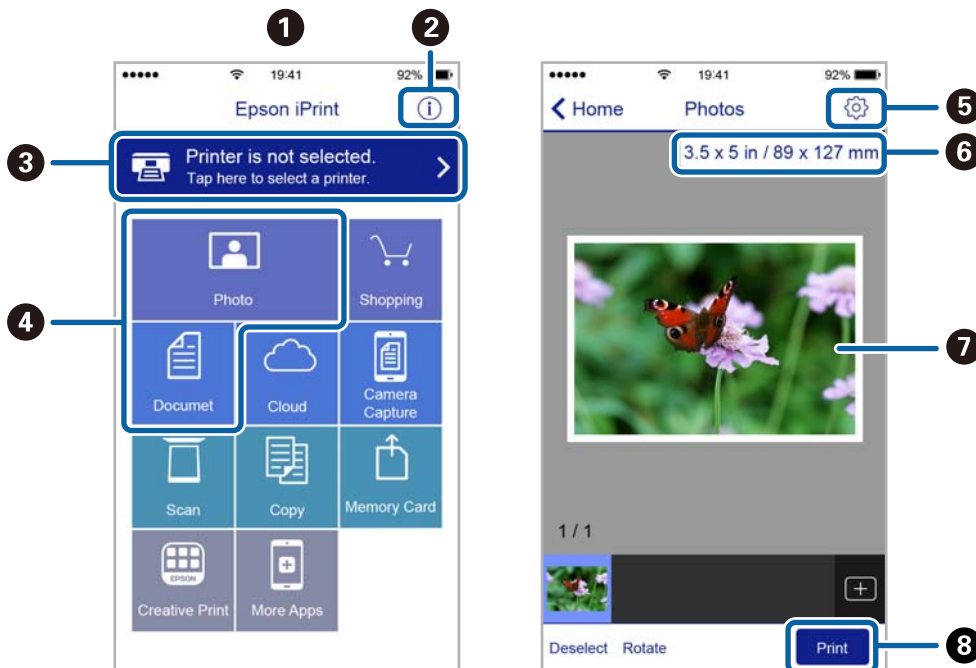 1
2
19:41
92%
Epson iPrint
3
Printer is not selected.
Tap here to select a printer.
4
Photo
Shopping
Documet
Cloud
Camera
Capture
Scan
Copy
Memory Card
EPSON
Creative Print
More Apps
19:41
92%
Home
Photos
5
3.5 x 5 in / 89 x 127 mm
6
7
1 / 1
Deselect
Rotate
Print
8